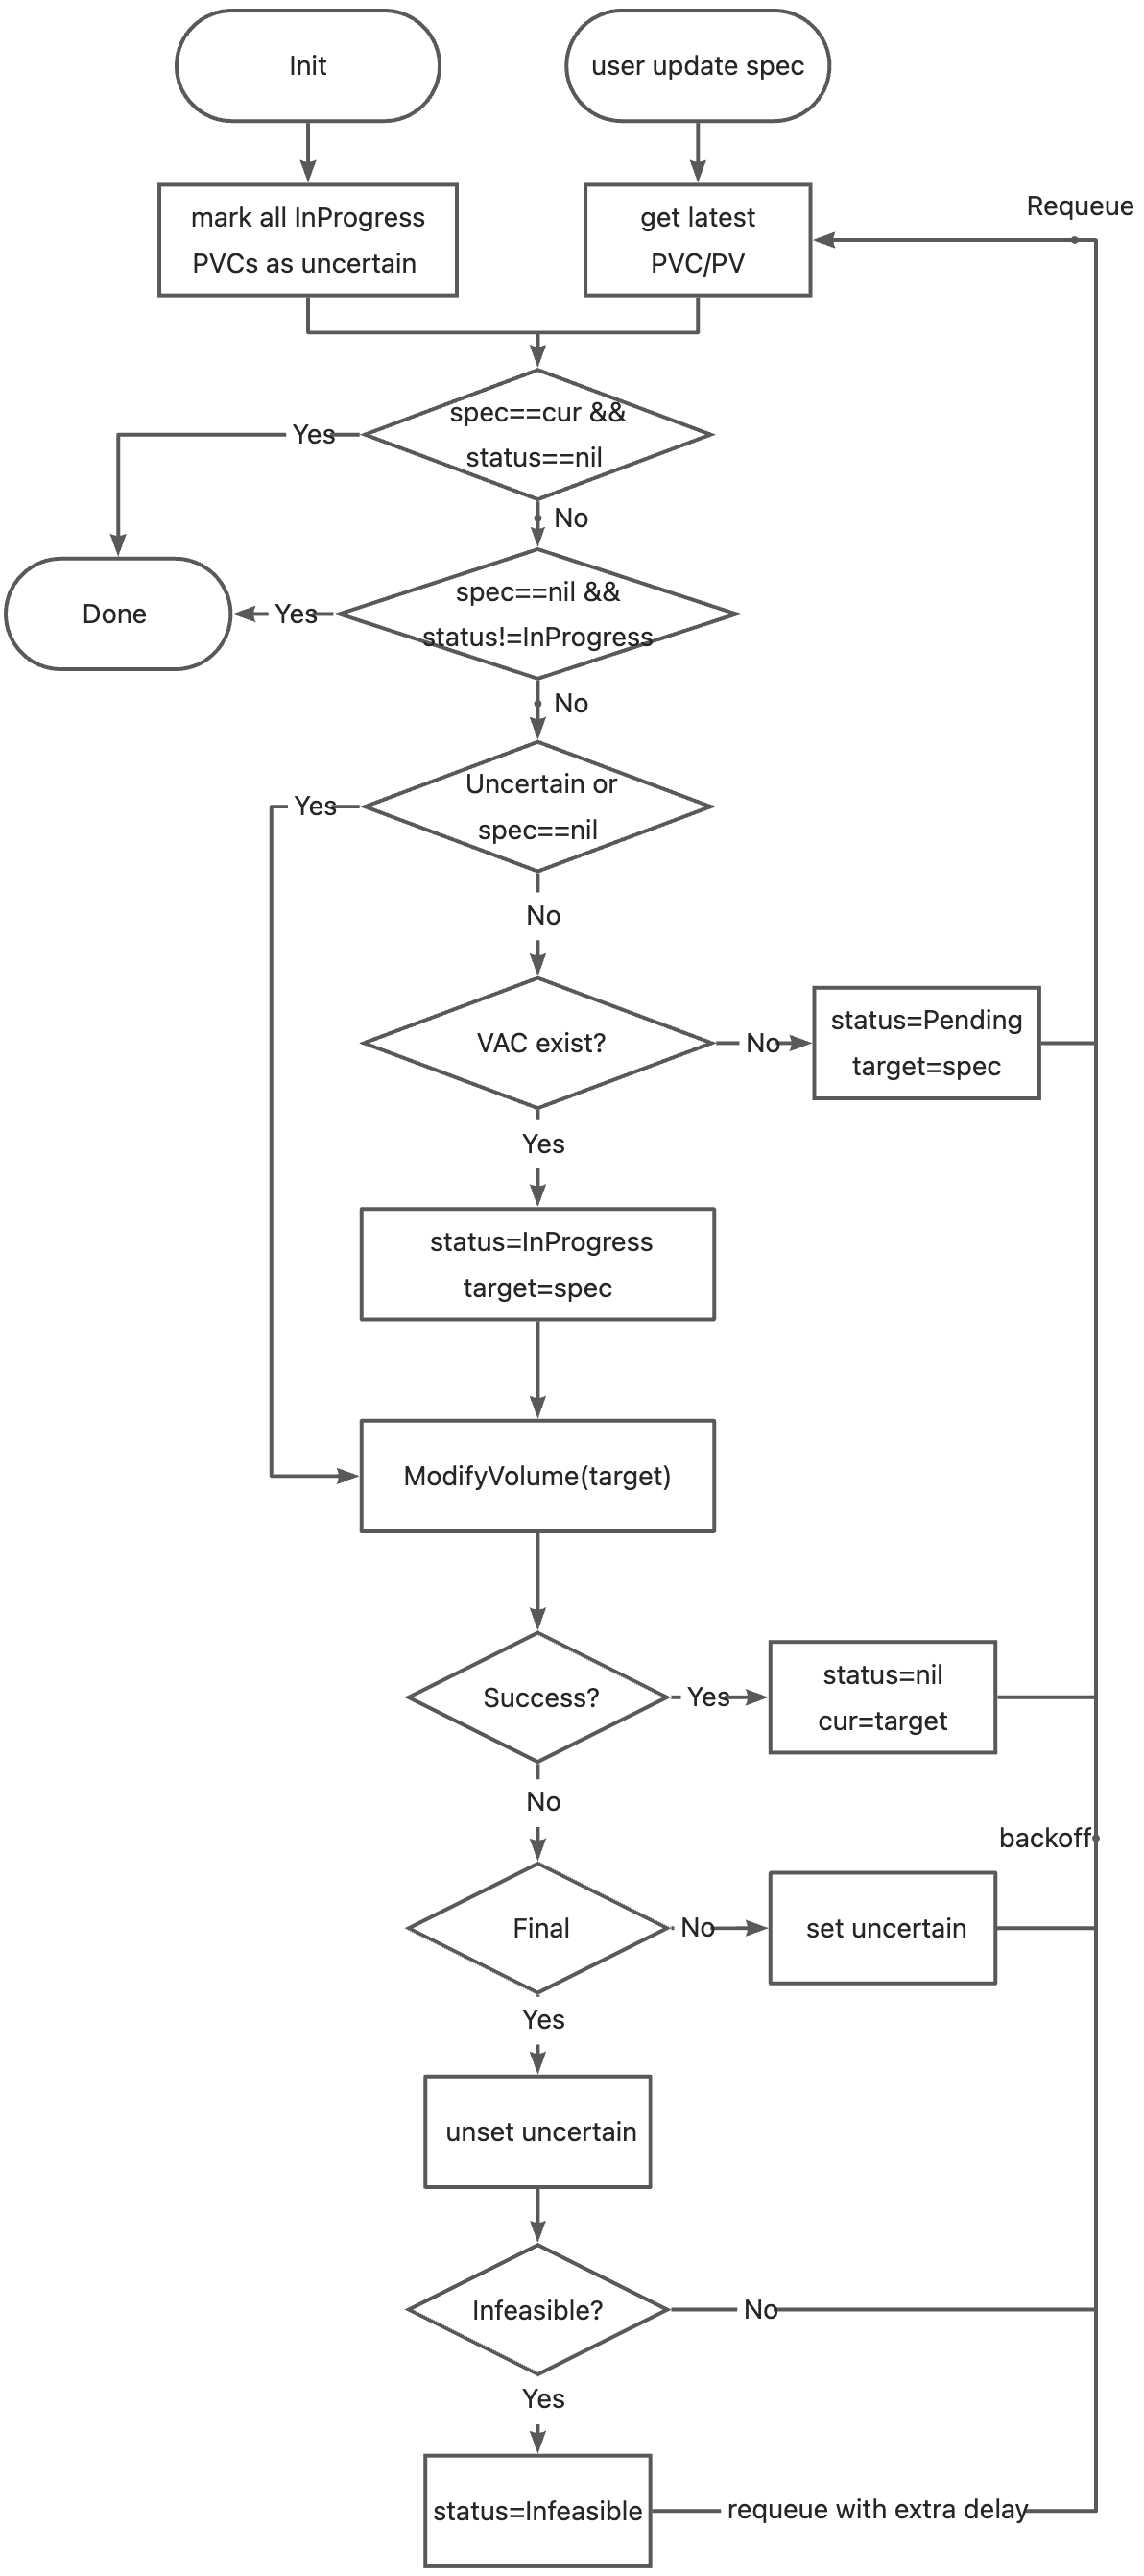 Init
user update spec
mark all InProgress
PVCs as uncertain
get latest
PVC/PV
Requeue
spec==cur &&
status==nil
Yes
No
Done
spec==nil &&
status!=InProgress
Yes
No
Uncertain or
spec==nil
Yes
No
VAC exist?
No
status=Pending
target=spec
Yes
status=InProgress
target=spec
ModifyVolume(target)
Success?
Yes
status=nil
cur=target
No
backoff
Final
No
set uncertain
Yes
unset uncertain
Infeasible?
No
Yes
status=Infeasible
requeue with extra delay